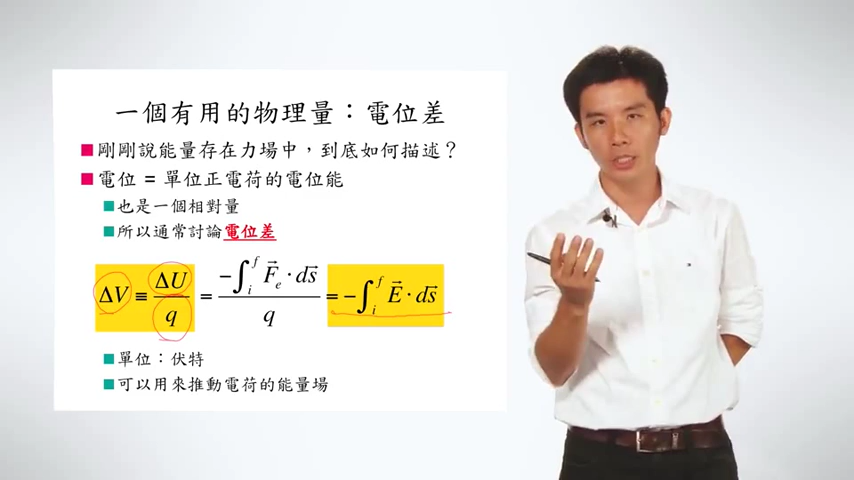 一個有用的物理量：電位差
剛剛說能量存在力場中，到底如何描述？
電位 = 單位正電荷的電位能
也是一個相對量
所以通常討論電位差
ΔV ≡ ΔU/q = −∫ᵢᶠ F⃗ₑ·ds⃗ / q = −∫ᵢᶠ E⃗·ds⃗
單位：伏特
可以用來推動電荷的能量場